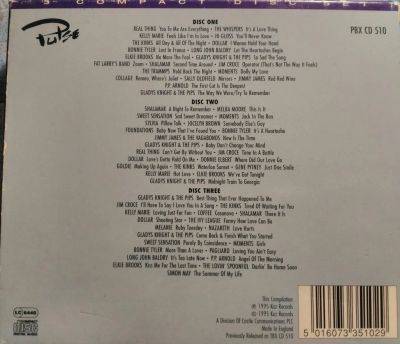 3 COMPACT DISC SET
Pulse
PBX CD 510
DISC ONE
REAL THING You To Me Are Everything • THE WHISPERS It's A Love Thing
KELLY MARIE Feels Like I'm In Love • HI-GLOSS You'll Never Know
THE KINKS All Day & All Of The Night • DOLLAR I Wanna Hold Your Hand
BONNIE TYLER Lost In France • LONG JOHN BALDRY Let The Heartaches Begin
ELKIE BROOKS He Mona The Fool • GLADYS KNIGHT & THE PIPS So Sad The Song
FAT LARRY'S BAND Zoom • SHALAMAR Second Time Around • JIM CROCE Operator (That's Not The Way It Feels)
THE TRAMMPS Hold Back The Night • MOMENTS Dolly My Love
COLLAGE Romeo, Where's Juliet • SALLY OLDFIELD Mirrors • JIMMY JAMES Red Red Wine
P.P. ARNOLD The First Cut Is The Deepest
GLADYS KNIGHT & THE PIPS The Way We Were/Try To Remember
DISC TWO
SHALAMAR A Night To Remember • MELBA MOORE This Is It
SWEET SENSATION Sad Sweet Dreamer • MOMENTS Jack In The Box
SYLVIA Pillow Talk • JOCELYN BROWN Somebody Else's Guy
FOUNDATIONS Baby Now That I've Found You • BONNIE TYLER It's A Heartache
JIMMY JAMES & THE VAGABONDS Now Is The Time
GLADYS KNIGHT & THE PIPS Baby Don't Change Your Mind
REAL THING Can't Get By Without You • JIM CROCE Time In A Bottle
DOLLAR Love's Gotta Hold On Me • DONNIE ELBERT Where Did Our Love Go
GOLDIE Making Up Again • THE KINKS Waterloo Sunset • GENE PITNEY Just One Smile
KELLY MARIE Hot Love • ELKIE BROOKS We've Got Tonight
GLADYS KNIGHT & THE PIPS Midnight Train To Georgia
DISC THREE
GLADYS KNIGHT & THE PIPS Best Thing That Ever Happened To Me
JIM CROCE I'll Have To Say I Love You In A Song • THE KINKS Tired Of Waiting For You
KELLY MARIE Loving Just For Fun • COFFEE Casanova • SHALAMAR There It Is
DOLLAR Shooting Star • THE IVY LEAGUE Funny How Love Can Be
MELANIE Ruby Tuesday • NAZARETH Love Hurts
GLADYS KNIGHT & THE PIPS Come Back & Finish What You Started
SWEET SENSATION Purely By Coincidence • MOMENTS Girls
BONNIE TYLER More Than A Lover • PAGLIARO Loving You Ain't Easy
LONG JOHN BALDRY It's Too Late Now • P.P. ARNOLD Angel Of The Morning
ELKIE BROOKS Kiss Me For The Last Time • THE LOVIN' SPOONFUL Darlin' Be Home Soon
SIMON MAY The Summer Of My Life
LC 6448
COMPACT
disc
DIGITAL AUDIO
This Compilation
℗ 1995 Kaz Records
© 1995 Kaz Records
A Division Of Castle Communications PLC
Made in England
Previously Released as TBX CD 510
5 016073 351029